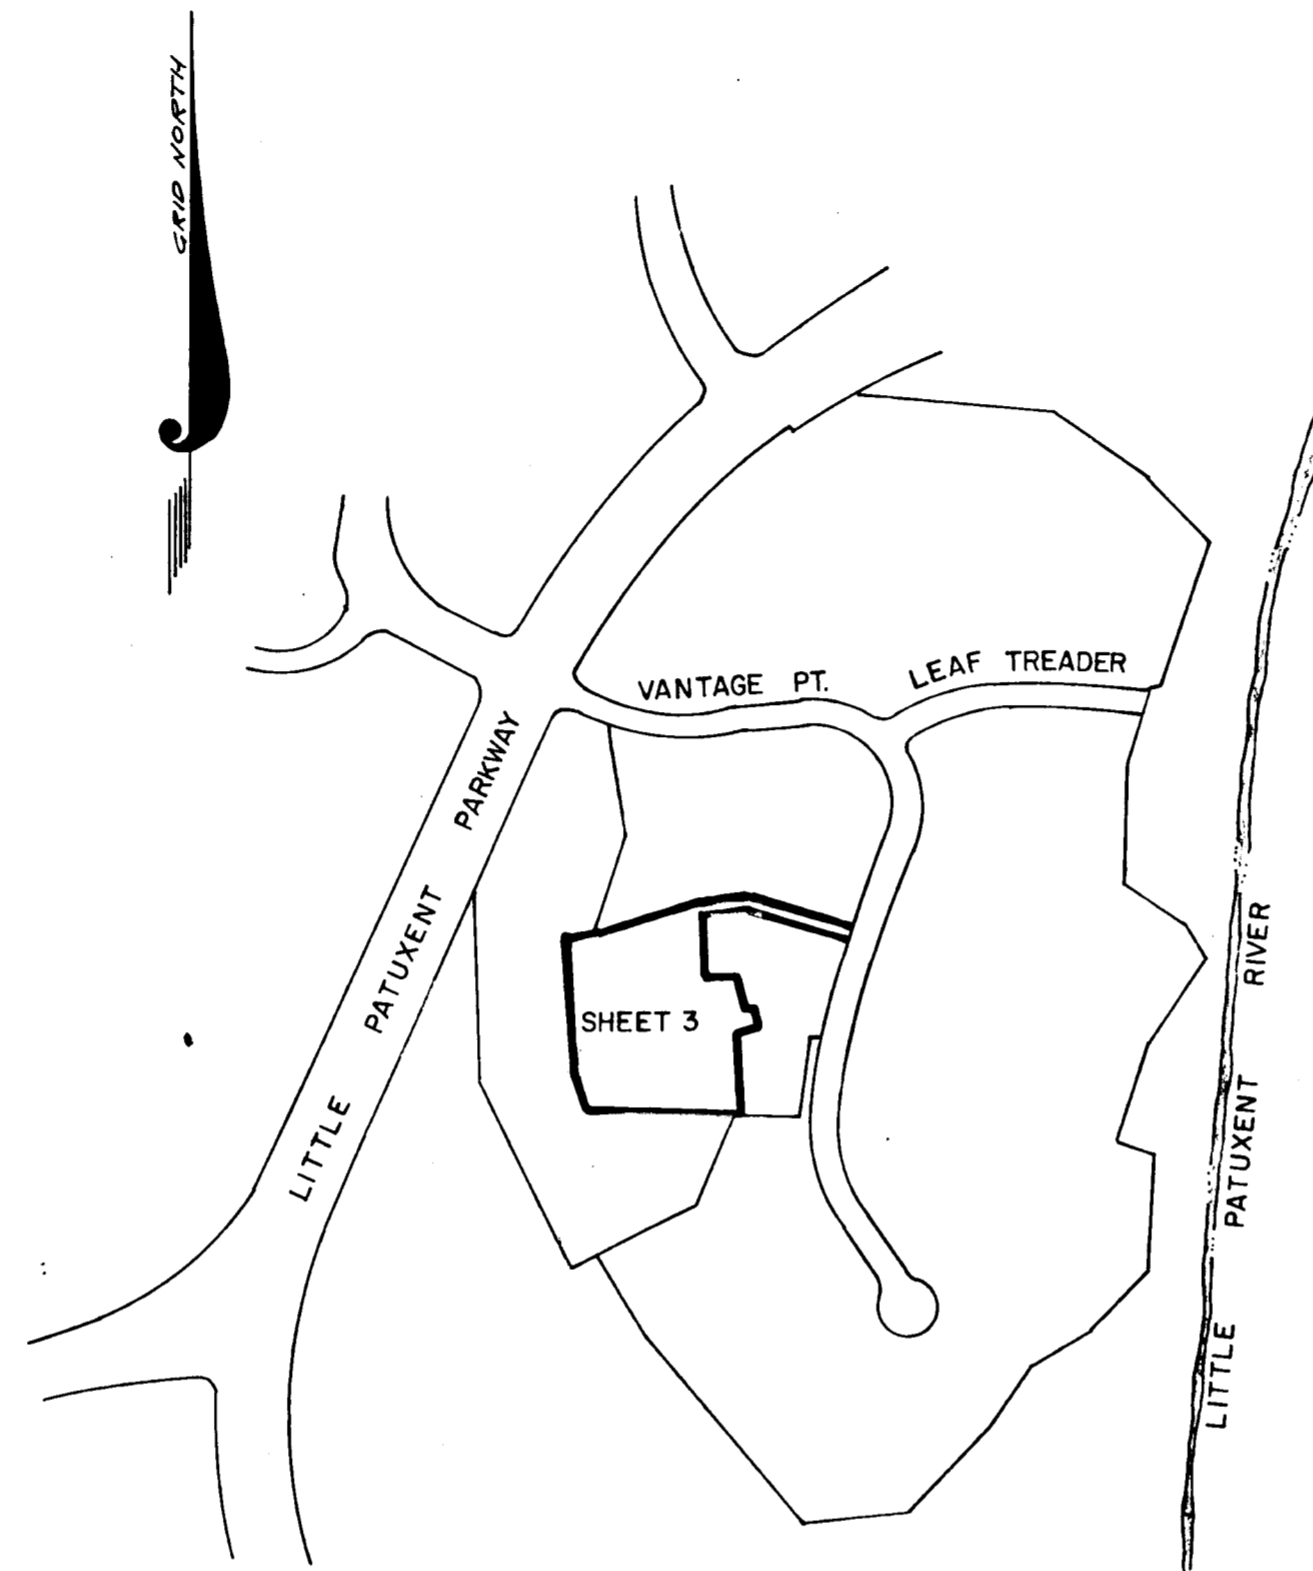 GRID NORTH
VANTAGE PT.
LEAF TREADER
LITTLE PATUXENT PARKWAY
SHEET 3
LITTLE PATUXENT RIVER